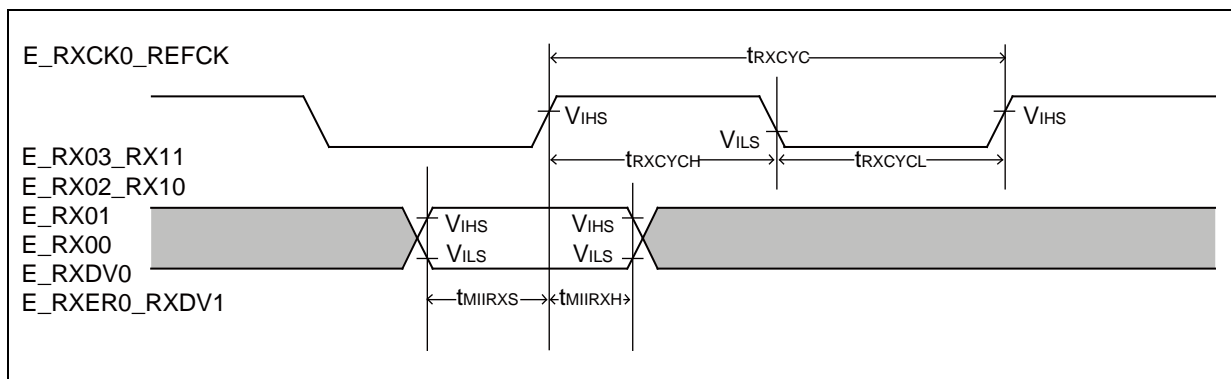 E_RXCK0_REFCK
tRXCYC
VIHS
VILS
VIHS
tRXCYCH
tRXCYCL
E_RX03_RX11
E_RX02_RX10
E_RX01
E_RX00
E_RXDV0
E_RXER0_RXDV1
VIHS
VIHS
VILS
VILS
tMIIRXS
tMIIRXH